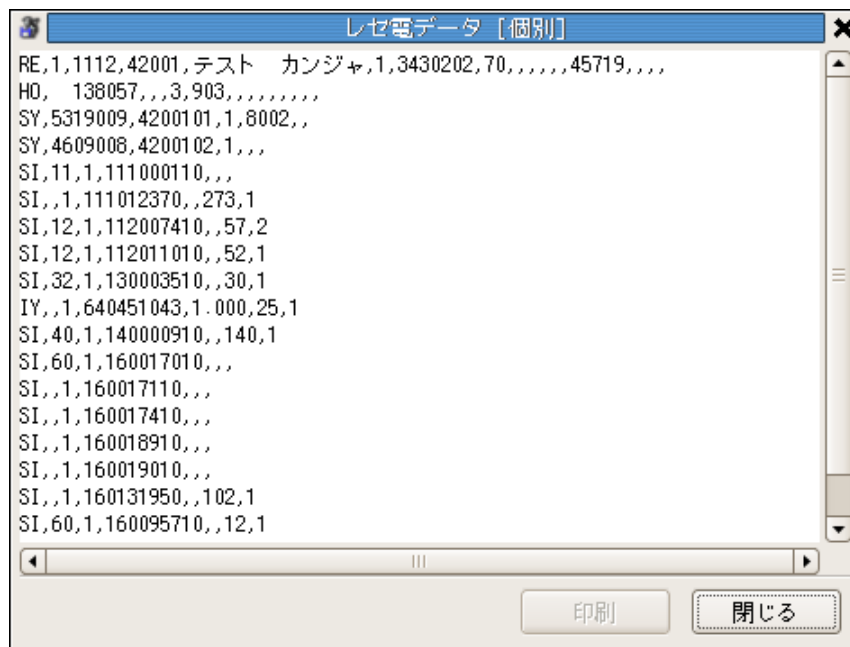 レセ電データ [個別]
RE,1,1112,42001,テスト　カンジャ,1,3430202,70,,,,,,45719,,,,
HO,  138057,,,3,903,,,,,,,,,
SY,5319009,4200101,1,8002,,
SY,4609008,4200102,1,,,
SI,11,1,111000110,,,
SI,,1,111012370,,273,1
SI,12,1,112007410,,57,2
SI,12,1,112011010,,52,1
SI,32,1,130003510,,30,1
IY,,1,640451043,1.000,25,1
SI,40,1,140000910,,140,1
SI,60,1,160017010,,,
SI,,1,160017110,,,
SI,,1,160017410,,,
SI,,1,160018910,,,
SI,,1,160019010,,,
SI,,1,160131950,,102,1
SI,60,1,160095710,,12,1
印刷 閉じる